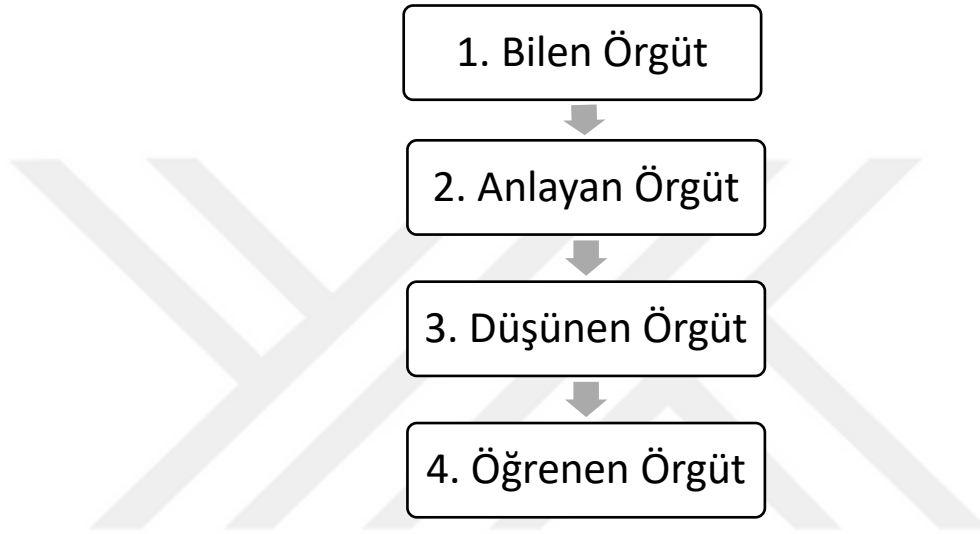 1. Bilen Örgüt
2. Anlayan Örgüt
3. Düşünen Örgüt
4. Öğrenen Örgüt